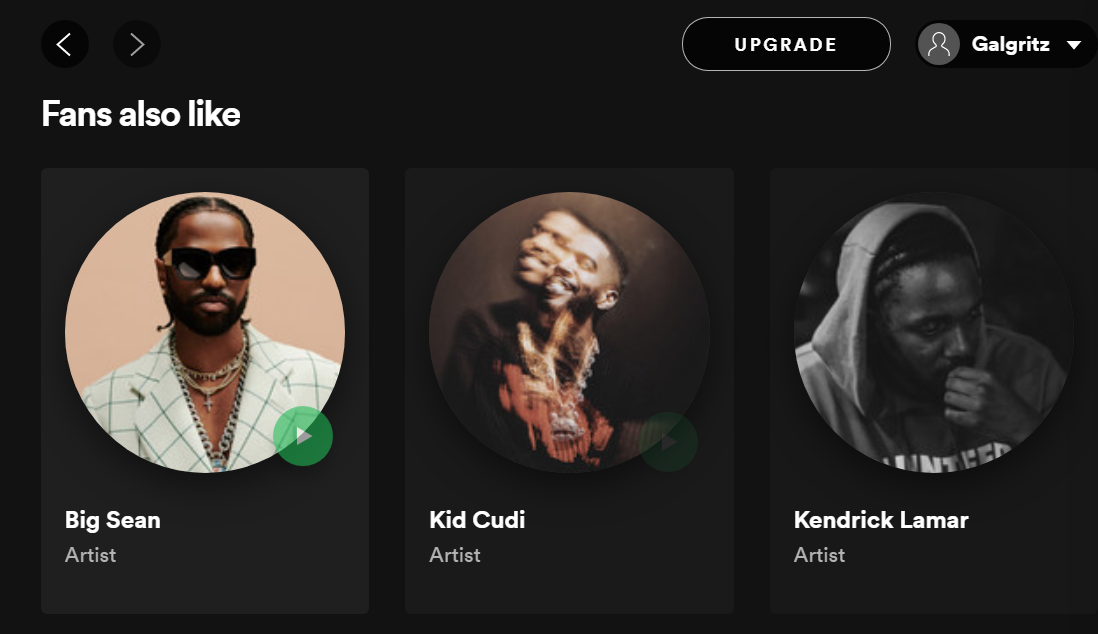 UPGRADE
Galgritz
Fans also like
Big Sean
Artist
Kid Cudi
Artist
Kendrick Lamar
Artist